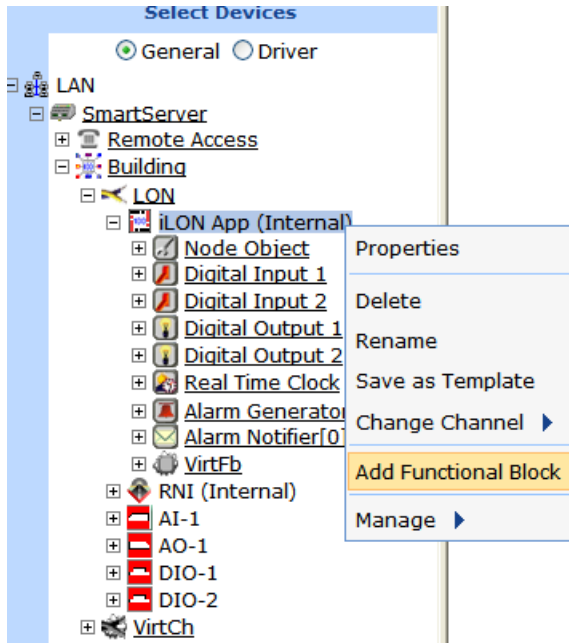 Select Devices
General Driver
LAN
SmartServer
Remote Access
Building
LON
iLON App (Internal)
Node Object
Digital Input 1
Digital Input 2
Digital Output 1
Digital Output 2
Real Time Clock
Alarm Generator
Alarm Notifier[0]
VirtFb
RNI (Internal)
AI-1
AO-1
DIO-1
DIO-2
VirtCh
Properties
Delete
Rename
Save as Template
Change Channel
Add Functional Block
Manage